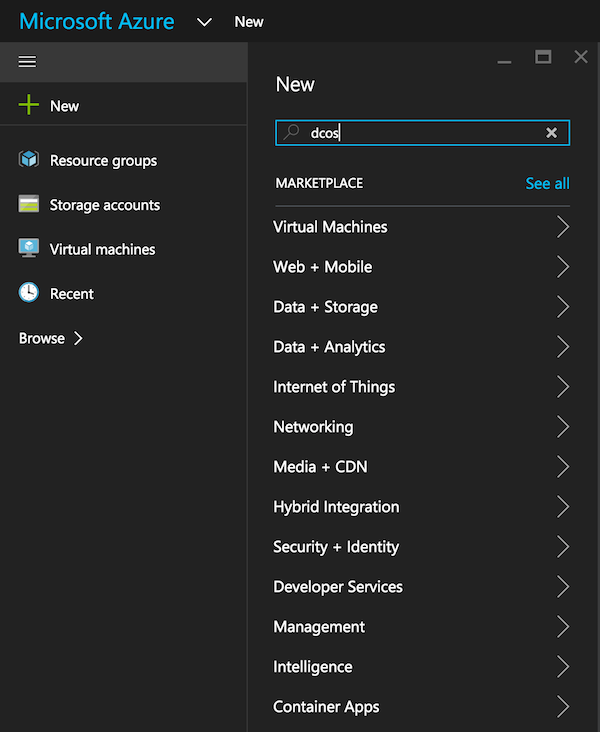 Microsoft Azure New
New
Resource groups
Storage accounts
Virtual machines
Recent
Browse
New
dcos
MARKETPLACE See all
Virtual Machines
Web + Mobile
Data + Storage
Data + Analytics
Internet of Things
Networking
Media + CDN
Hybrid Integration
Security + Identity
Developer Services
Management
Intelligence
Container Apps